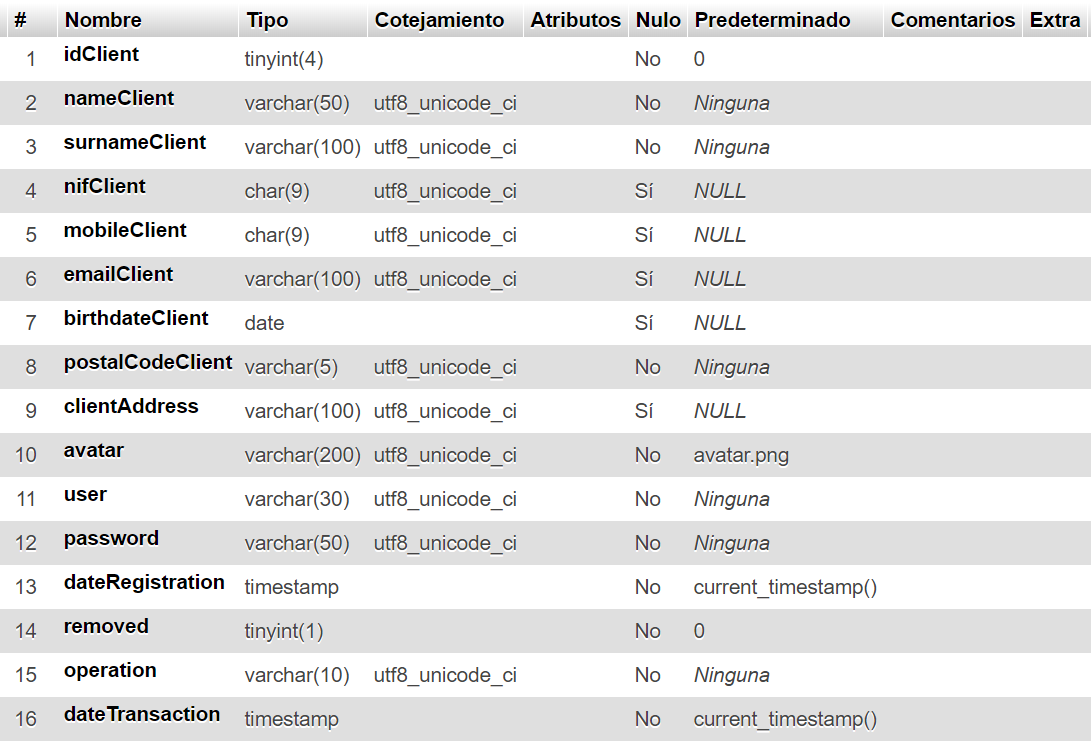 # Nombre Tipo Cotejamiento Atributos Nulo Predeterminado Comentarios Extra
1 idClient tinyint(4) No 0
2 nameClient varchar(50) utf8_unicode_ci No Ninguna
3 surnameClient varchar(100) utf8_unicode_ci No Ninguna
4 nifClient char(9) utf8_unicode_ci Sí NULL
5 mobileClient char(9) utf8_unicode_ci Sí NULL
6 emailClient varchar(100) utf8_unicode_ci Sí NULL
7 birthdateClient date Sí NULL
8 postalCodeClient varchar(5) utf8_unicode_ci No Ninguna
9 clientAddress varchar(100) utf8_unicode_ci Sí NULL
10 avatar varchar(200) utf8_unicode_ci No avatar.png
11 user varchar(30) utf8_unicode_ci No Ninguna
12 password varchar(50) utf8_unicode_ci No Ninguna
13 dateRegistration timestamp No current_timestamp()
14 removed tinyint(1) No 0
15 operation varchar(10) utf8_unicode_ci No Ninguna
16 dateTransaction timestamp No current_timestamp()